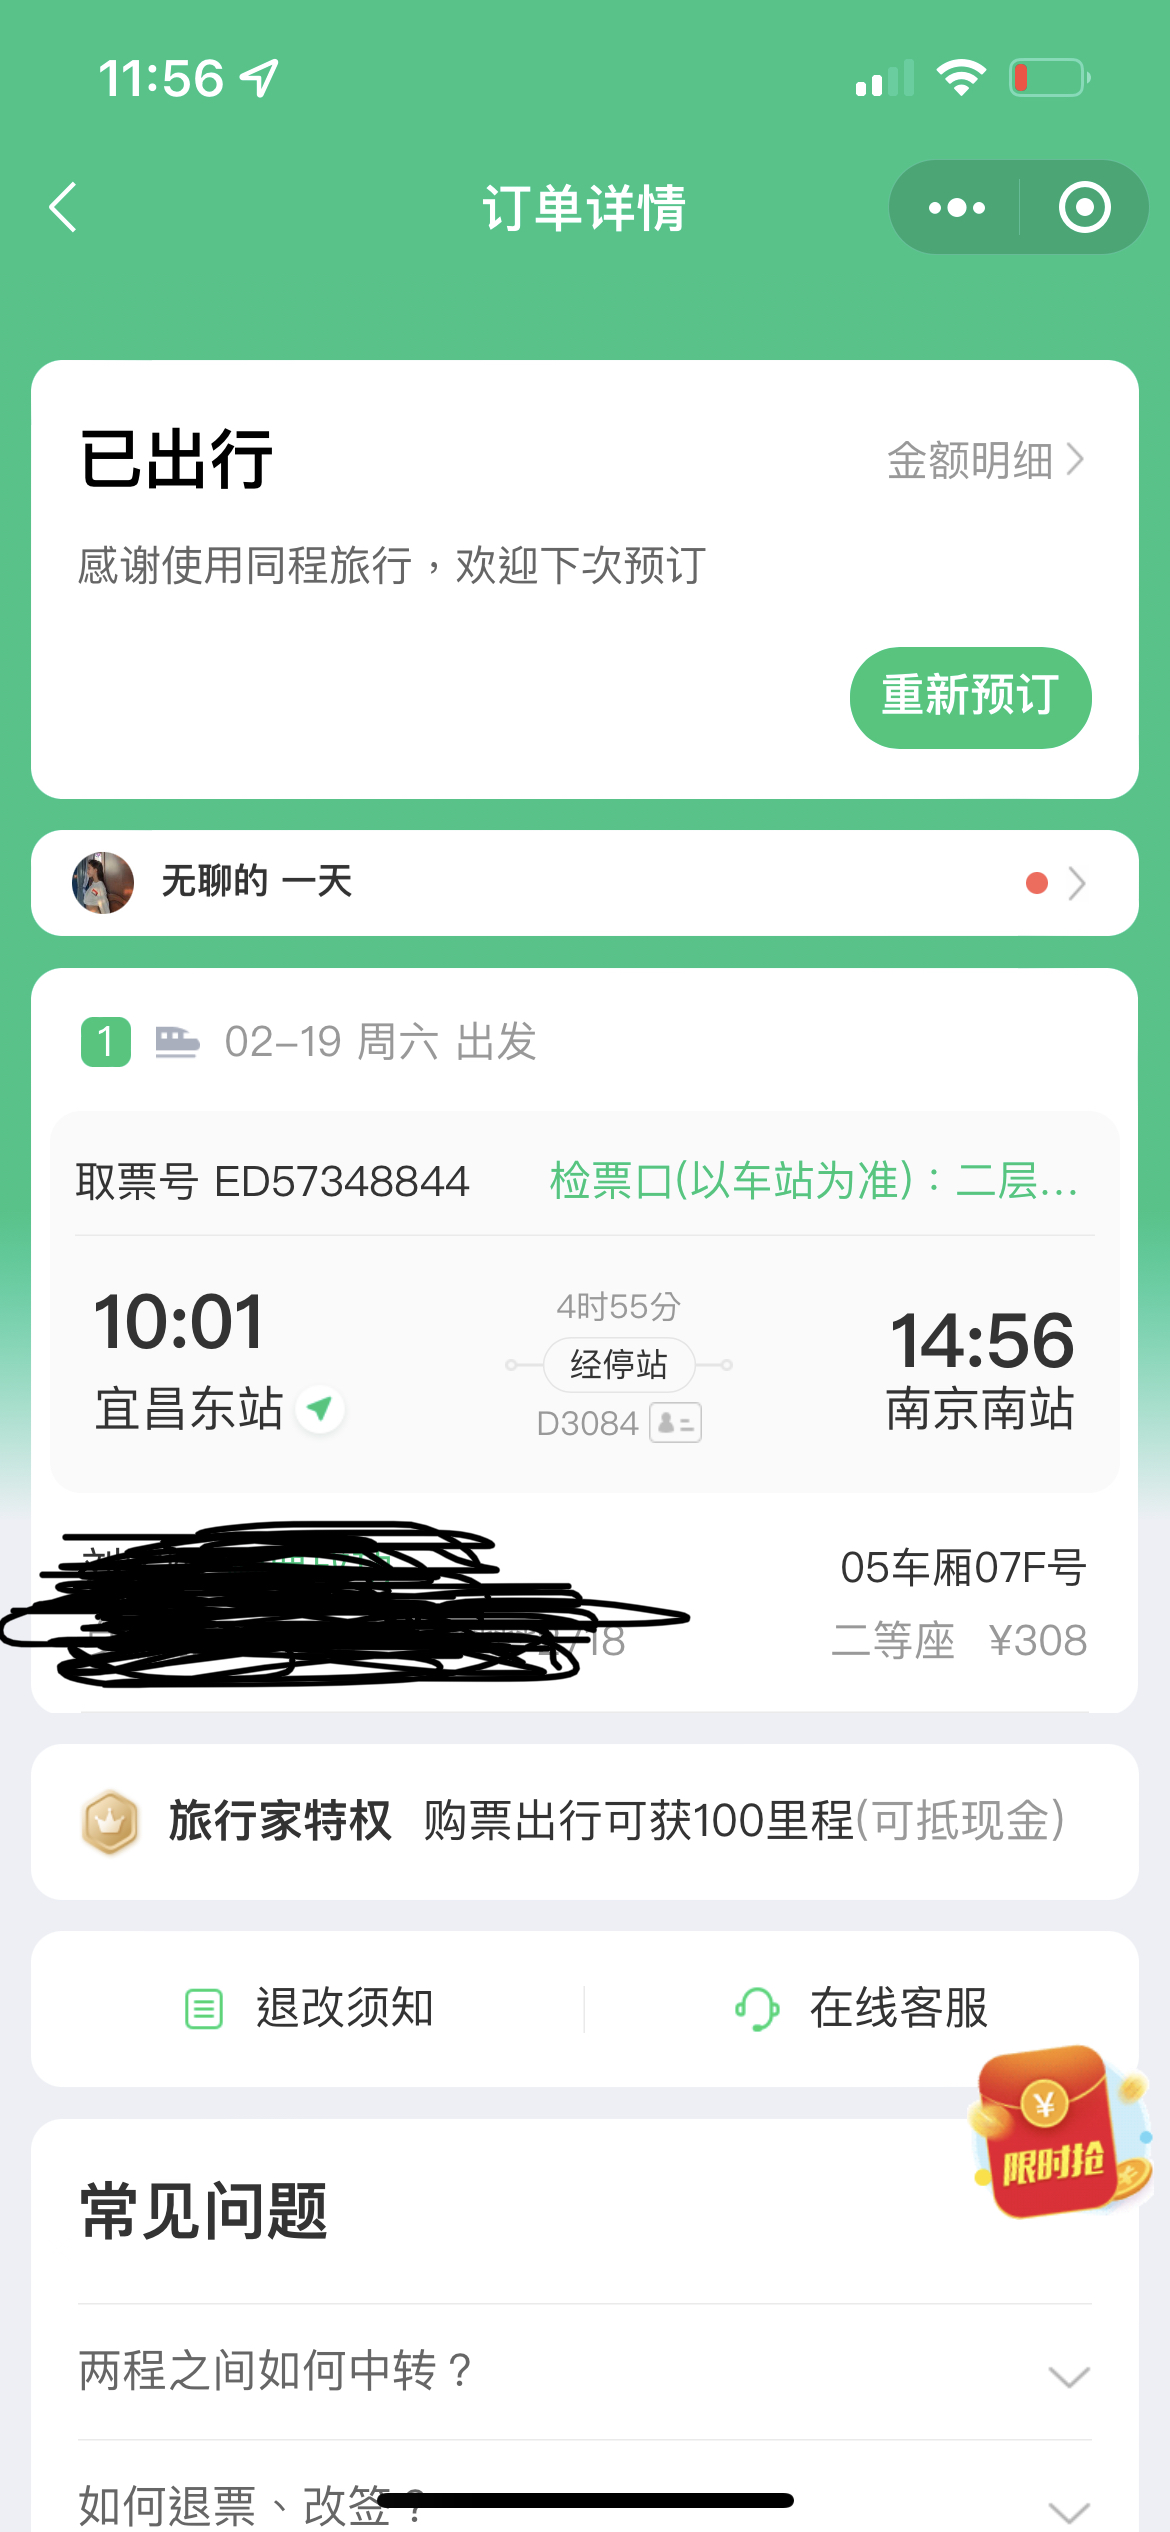 11:56
订单详情
已出行
金额明细
感谢使用同程旅行，欢迎下次预订
重新预订
无聊的 一天
1 02-19 周六 出发
取票号 ED57348844 检票口(以车站为准)：二层...
10:01 4时55分 14:56
宜昌东站 经停站 南京南站
D3084
05车厢07F号
18 二等座 ¥308
旅行家特权 购票出行可获100里程(可抵现金)
退改须知 在线客服
¥
限时抢
常见问题
两程之间如何中转？
如何退票、改签？